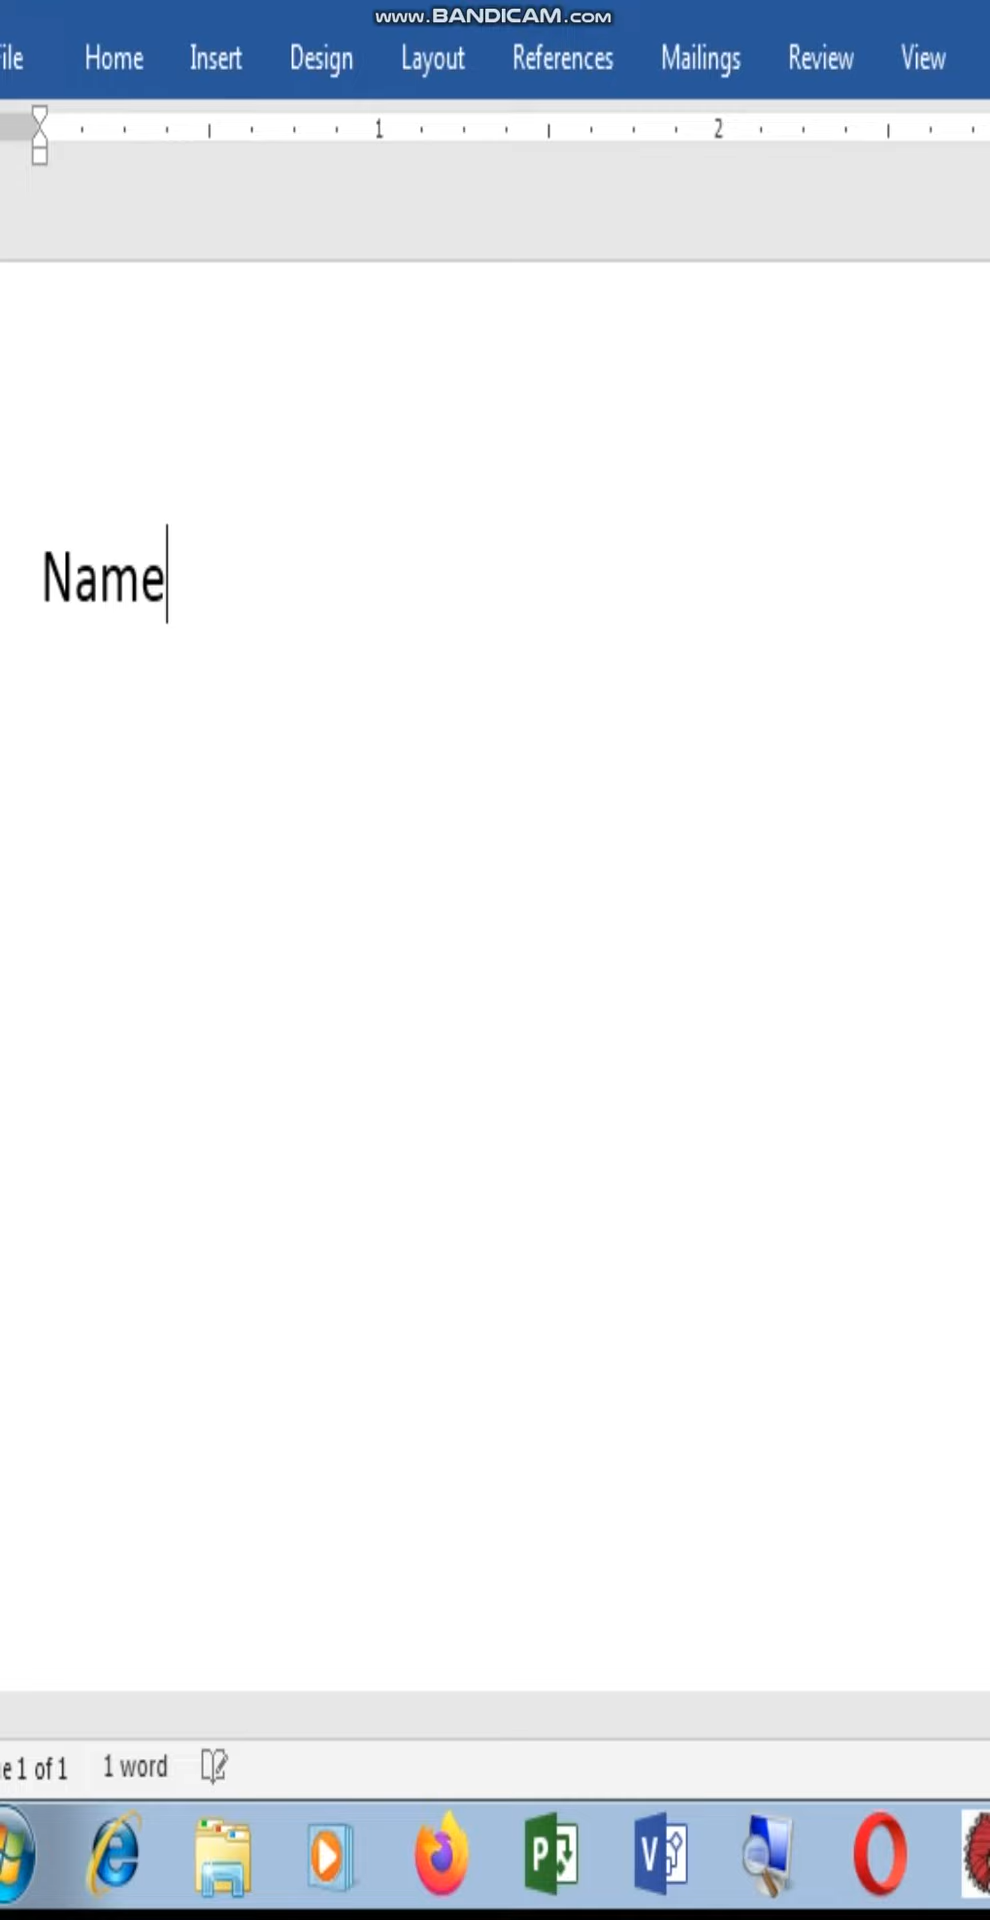 www.BANDICAM.com
ile Home Insert Design Layout References Mailings Review View
1 2
Name
e 1 of 1 1 word